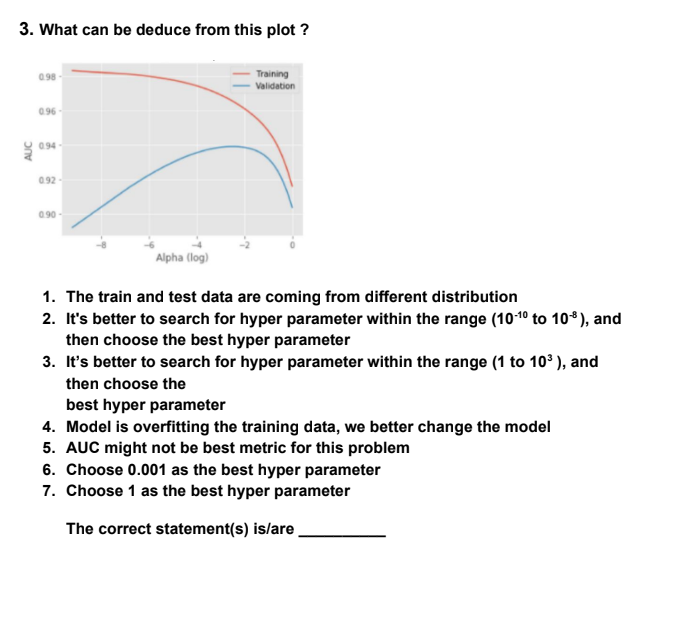 3. What can be deduce from this plot ?
Training
Validation
0.98
0.96
0.94
0.92
0.90
AUC
-8 -6 -4 -2 0
Alpha (log)
1. The train and test data are coming from different distribution
2. It's better to search for hyper parameter within the range (10⁻¹⁰ to 10⁻⁸ ), and
then choose the best hyper parameter
3. It’s better to search for hyper parameter within the range (1 to 10³ ), and
then choose the
best hyper parameter
4. Model is overfitting the training data, we better change the model
5. AUC might not be best metric for this problem
6. Choose 0.001 as the best hyper parameter
7. Choose 1 as the best hyper parameter
The correct statement(s) is/are __________